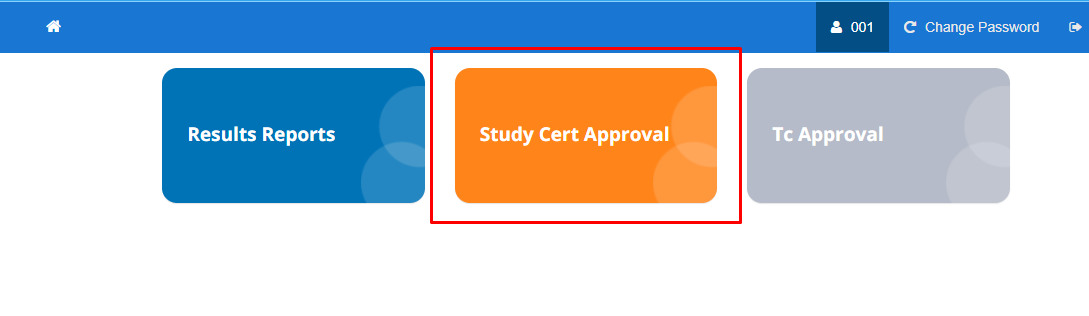 001 Change Password
Results Reports
Study Cert Approval
Tc Approval